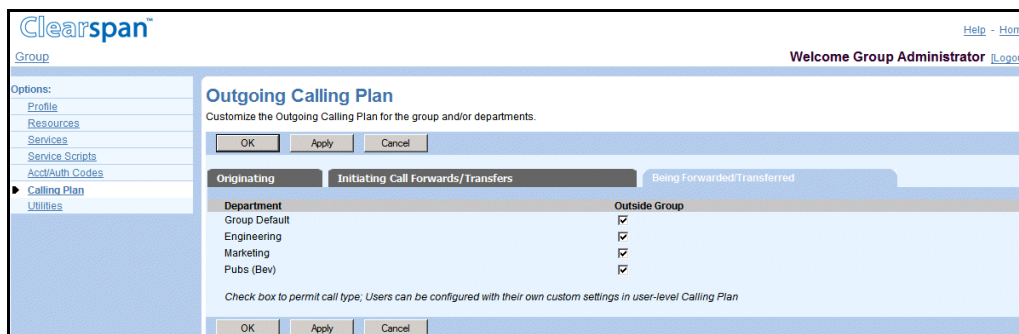 Clearspan™
Help - Hom
Group
Welcome Group Administrator [Logou
Options:
Profile
Resources
Services
Service Scripts
Acct/Auth Codes
Calling Plan
Utilities
Outgoing Calling Plan
Customize the Outgoing Calling Plan for the group and/or departments.
OK Apply Cancel
Originating Initiating Call Forwards/Transfers Being Forwarded/Transferred
Department Outside Group
Group Default
Engineering
Marketing
Pubs (Bev)
Check box to permit call type; Users can be configured with their own custom settings in user-level Calling Plan
OK Apply Cancel